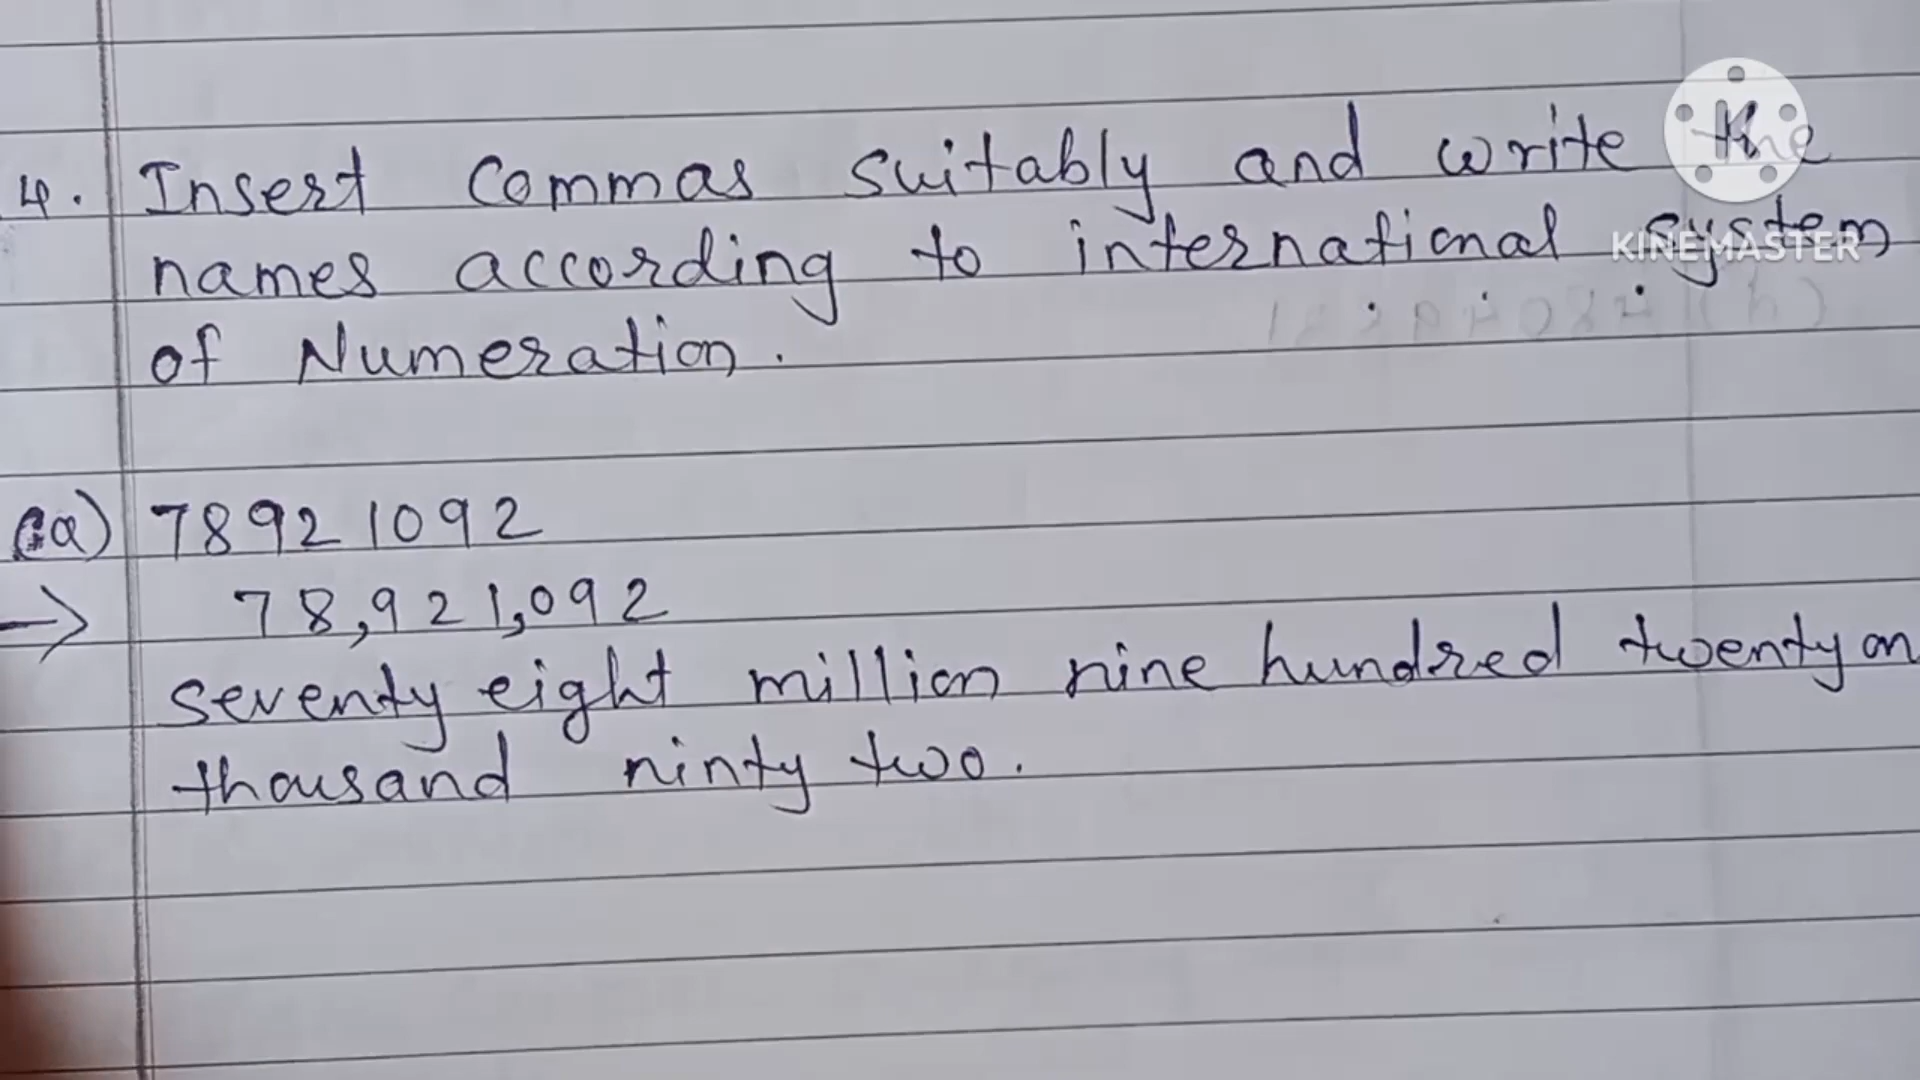 4. Insert Commas suitably and write the
names according to international system
of Numeration.
(a) 78921092
→ 78,921,092
seventy eight million nine hundred twenty on
thousand ninty two.
KINEMASTER